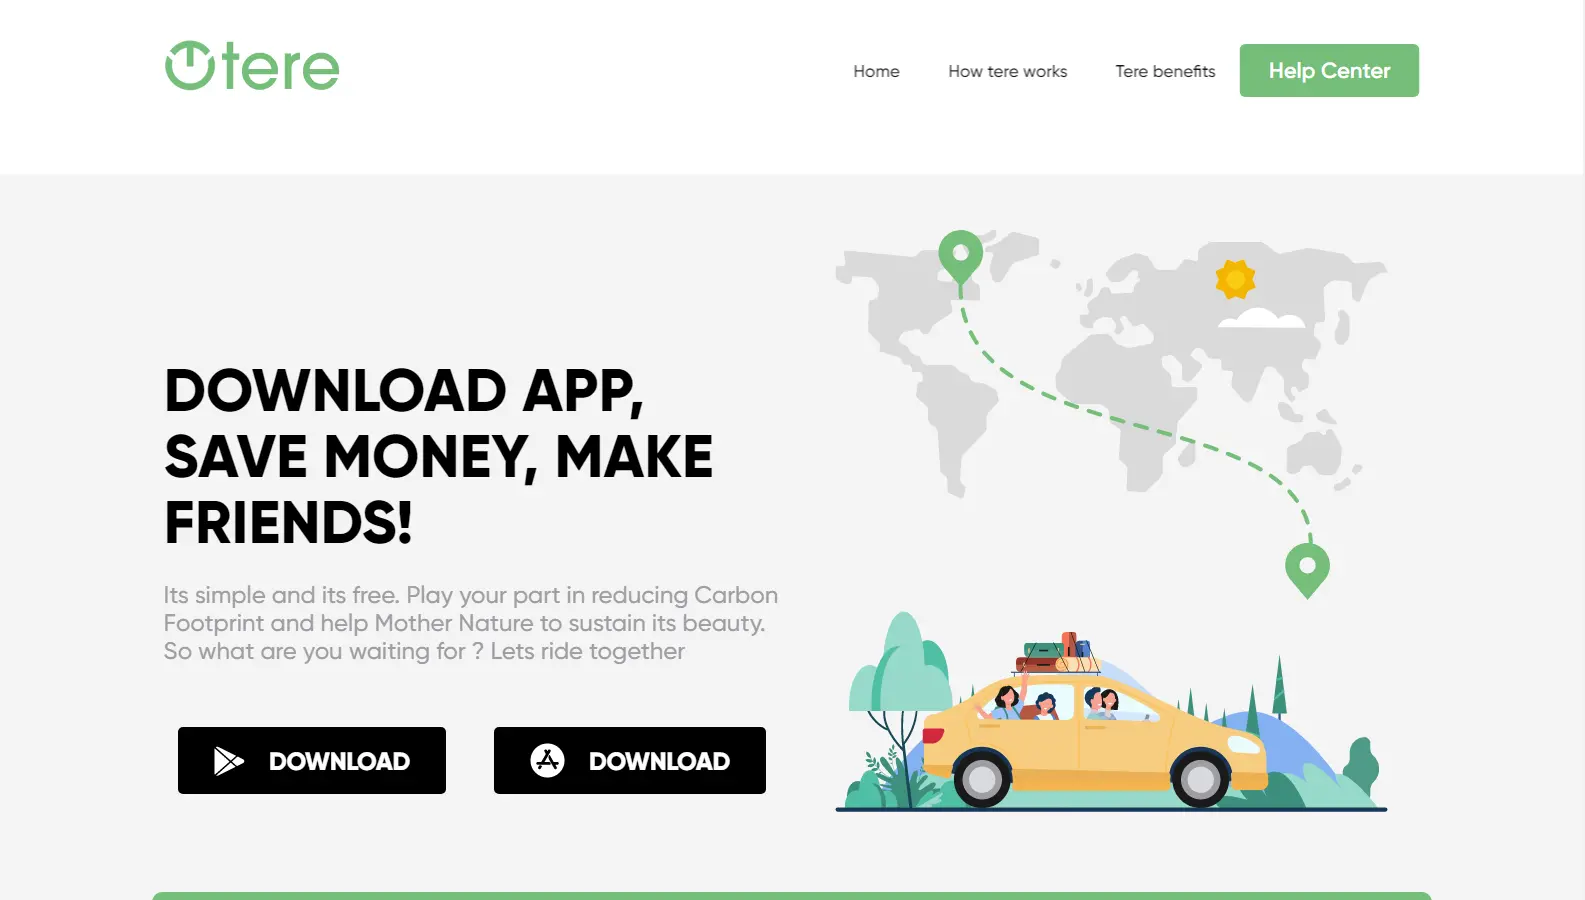 tere
Home
How tere works
Tere benefits
Help Center
DOWNLOAD APP,
SAVE MONEY, MAKE
FRIENDS!
Its simple and its free. Play your part in reducing Carbon
Footprint and help Mother Nature to sustain its beauty.
So what are you waiting for ? Lets ride together
DOWNLOAD
DOWNLOAD